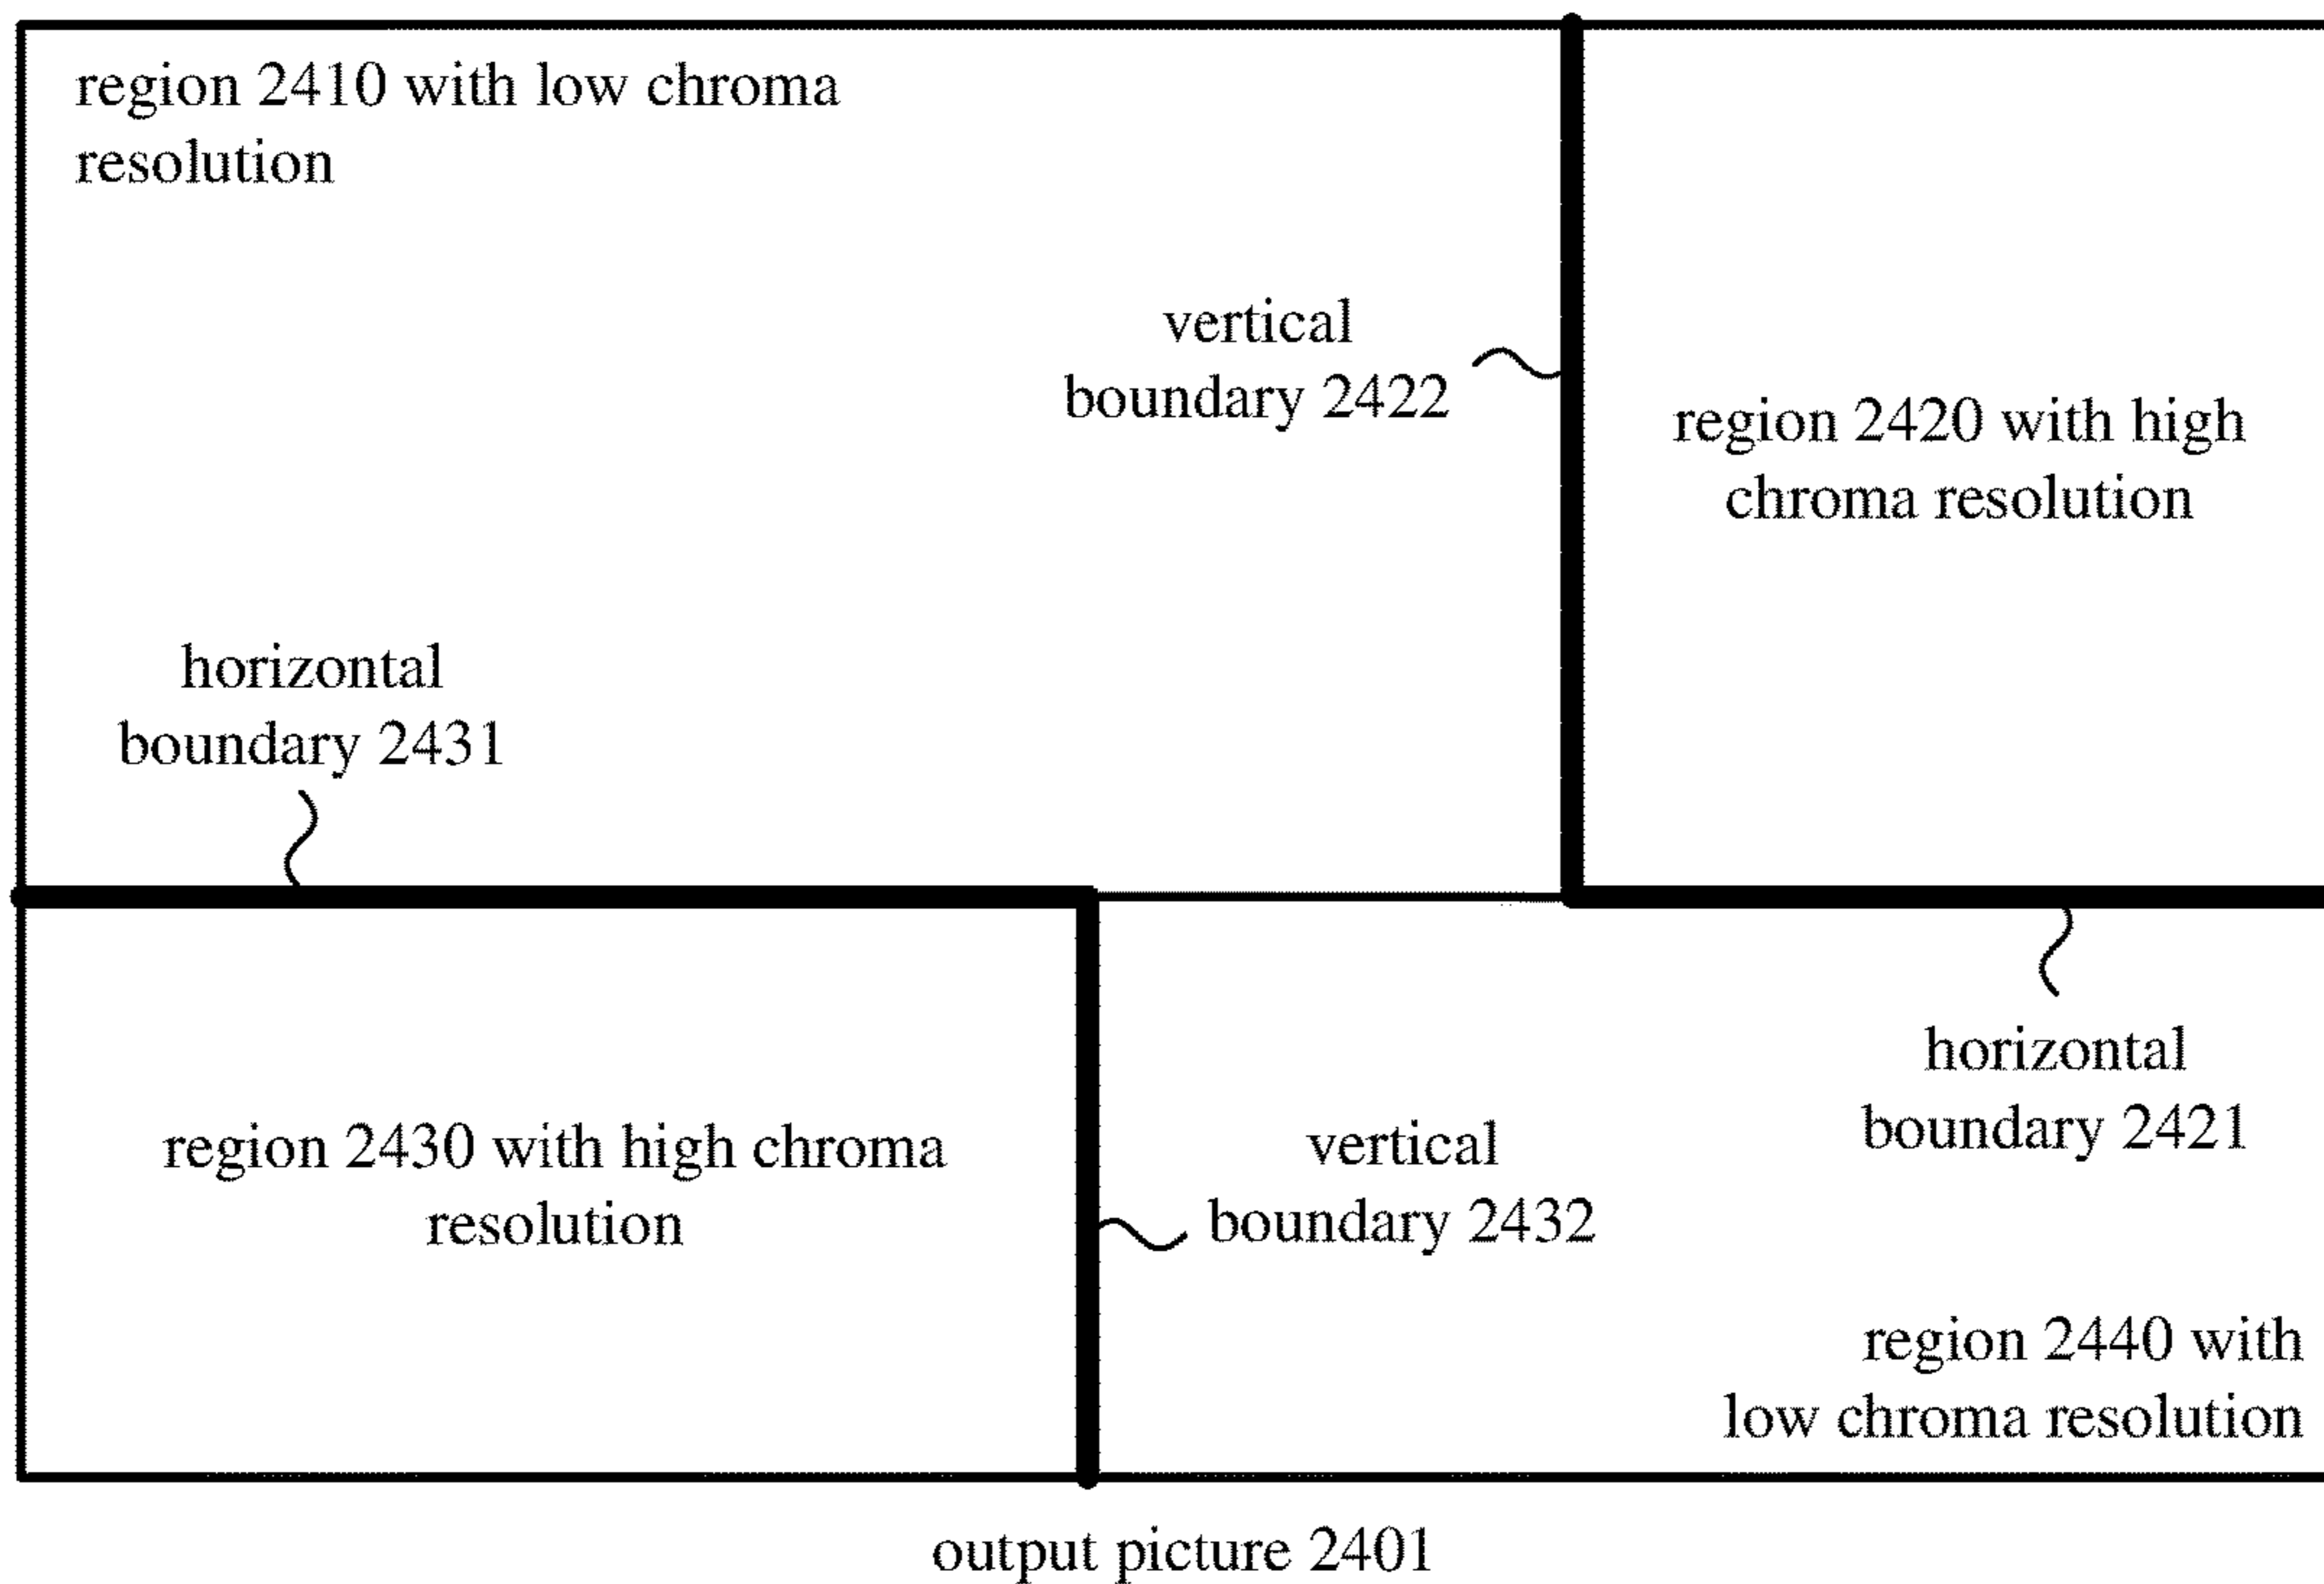 region 2410 with low chroma
resolution
vertical
boundary 2422
region 2420 with high
chroma resolution
horizontal
boundary 2431
horizontal
boundary 2421
region 2430 with high chroma
resolution
vertical
boundary 2432
region 2440 with
low chroma resolution
output picture 2401